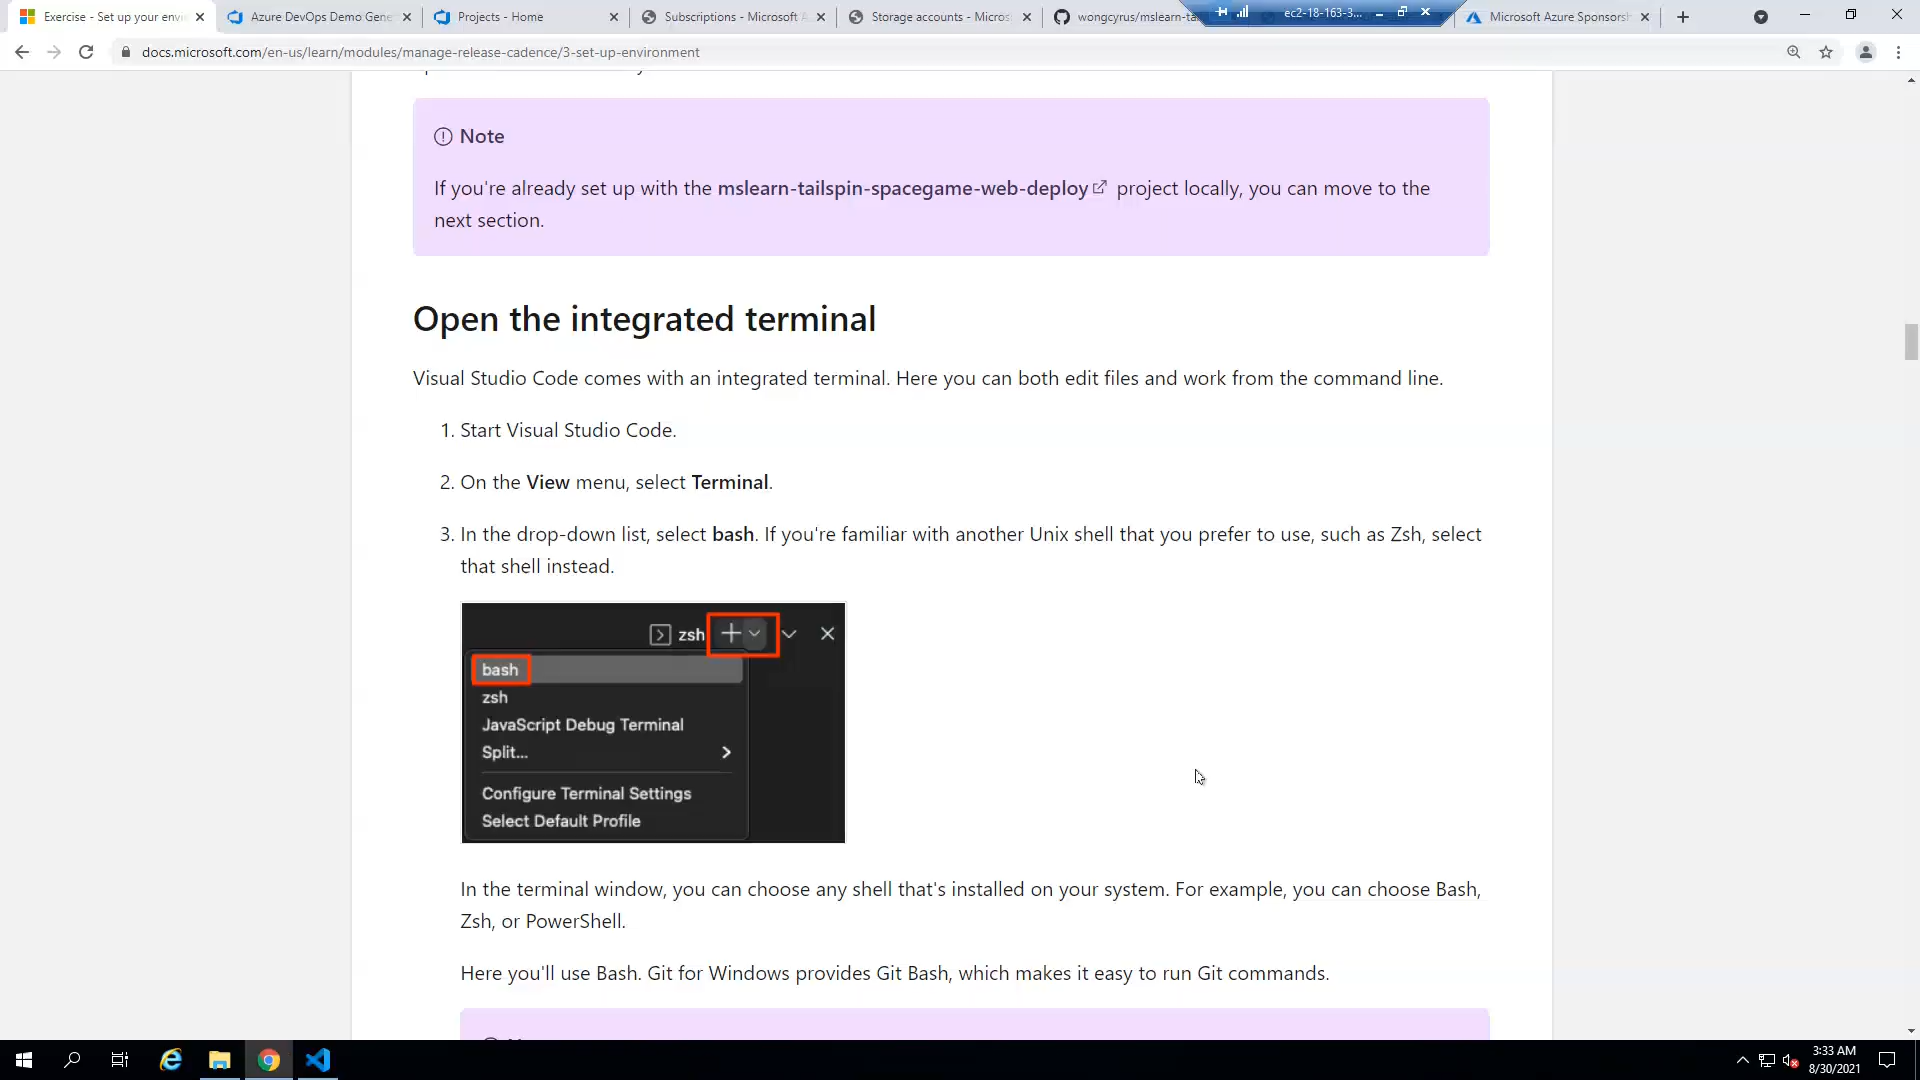 Exercise - Set up your envi
Azure DevOps Demo Gene
Projects - Home
Subscriptions - Microsoft A
Storage accounts - Micros
wongcyrus/mslearn-tai
ec2-18-163-3...
Microsoft Azure Sponsorsh
docs.microsoft.com/en-us/learn/modules/manage-release-cadence/3-set-up-environment
Note
If you're already set up with the mslearn-tailspin-spacegame-web-deploy project locally, you can move to the
next section.
Open the integrated terminal
Visual Studio Code comes with an integrated terminal. Here you can both edit files and work from the command line.
1. Start Visual Studio Code.
2. On the View menu, select Terminal.
3. In the drop-down list, select bash. If you're familiar with another Unix shell that you prefer to use, such as Zsh, select
that shell instead.
zsh
bash
zsh
JavaScript Debug Terminal
Split...
Configure Terminal Settings
Select Default Profile
In the terminal window, you can choose any shell that's installed on your system. For example, you can choose Bash,
Zsh, or PowerShell.
Here you'll use Bash. Git for Windows provides Git Bash, which makes it easy to run Git commands.
3:33 AM
8/30/2021